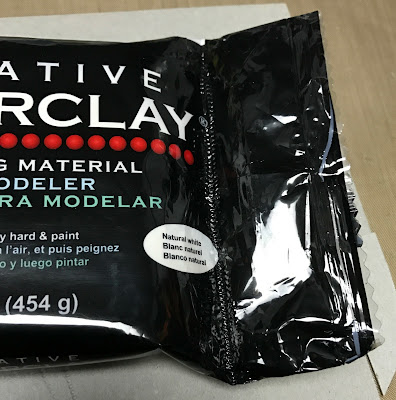 ATIVE
RCLAY®
G MATERIAL
ODELER
RA MODELAR
y hard & paint
l'air, et puis peignez
o y luego pintar
Natural white
Blanc naturel
Blanco natural
(454 g)
ATIVE